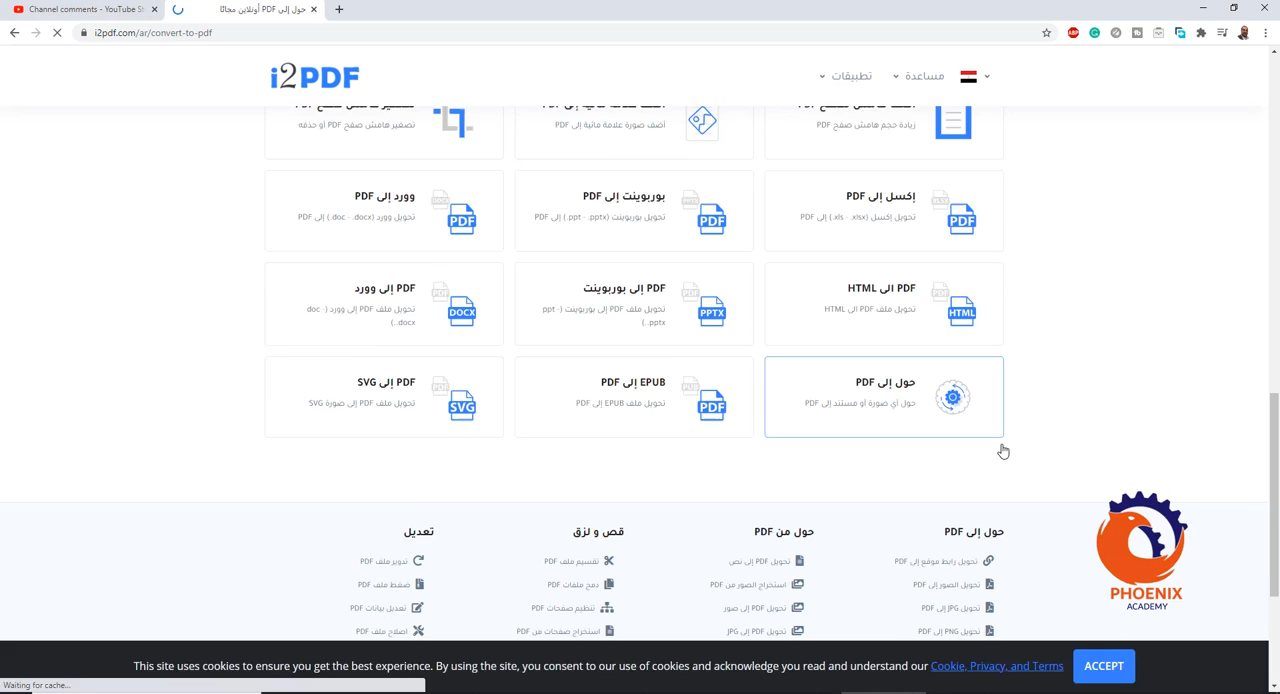 Channel comments - YouTube St
حول إلى PDF أونلاين مجانًا
i2pdf.com/ar/convert-to-pdf
i2PDF
تطبيقات
مساعدة
زيادة حجم هامش صفح PDF
أضف صورة علامة مائية إلى PDF
تصغير هامش صفح PDF أو حذفه
إكسل إلى PDF
تحويل إكسل (.xls · .xlsx) إلى PDF
بوربوينت إلى PDF
تحويل بوربوينت (.ppt · .pptx) إلى PDF
وورد إلى PDF
تحويل وورد (.doc · .docx) إلى PDF
PDF الى HTML
تحويل ملف PDF الى HTML
PDF إلى بوربوينت
تحويل ملف PDF إلى بوربوينت (ppt ·
pptx..)
PDF إلى وورد
تحويل ملف PDF إلى وورد (doc ·
docx..)
حول إلى PDF
حول أي صورة أو مستند إلى PDF
EPUB إلى PDF
تحويل ملف EPUB إلى PDF
PDF إلى SVG
تحويل ملف PDF إلى صورة SVG
PDF
PDF
PDF
HTML
PPTX
DOCX
PDF
SVG
حول إلى PDF
تحويل رابط موقع إلى PDF
تحويل الصور إلى PDF
تحويل JPG إلى PDF
تحويل PNG إلى PDF
حول من PDF
تحويل PDF إلى نص
استخراج الصور من PDF
تحويل PDF إلى صور
تحويل PDF إلى JPG
قص و لزق
تقسيم ملف PDF
دمج ملفات PDF
تنظيم صفحات PDF
استخراج صفحات من PDF
تعديل
تدوير ملف PDF
ضغط ملف PDF
تعديل بيانات PDF
اصلاح ملف PDF
PHOENIX
ACADEMY
This site uses cookies to ensure you get the best experience. By using the site, you consent to our use of cookies and acknowledge you read and understand our Cookie, Privacy, and Terms
ACCEPT
Waiting for cache...